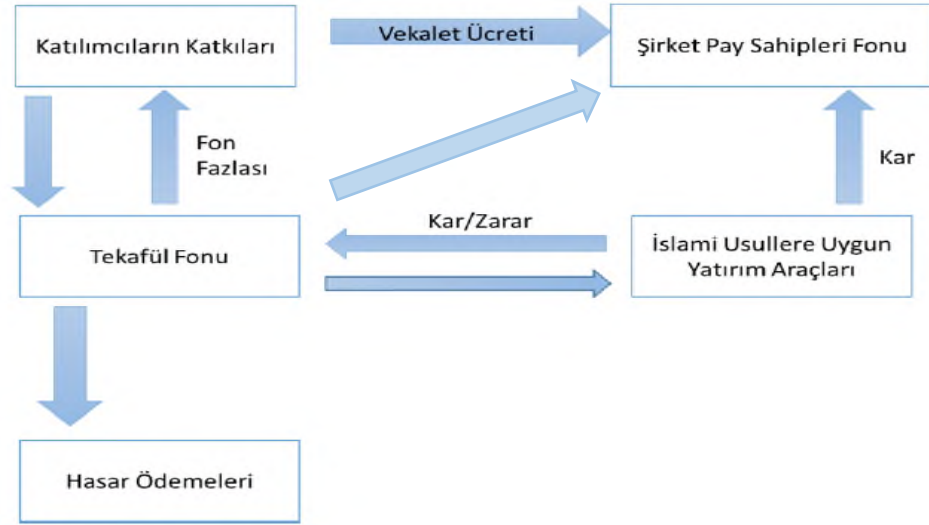 Katılımcıların Katkıları
Vekalet Ücreti
Şirket Pay Sahipleri Fonu
Fon
Fazlası
Kar
Tekafül Fonu
Kar/Zarar
İslami Usullere Uygun
Yatırım Araçları
Hasar Ödemeleri